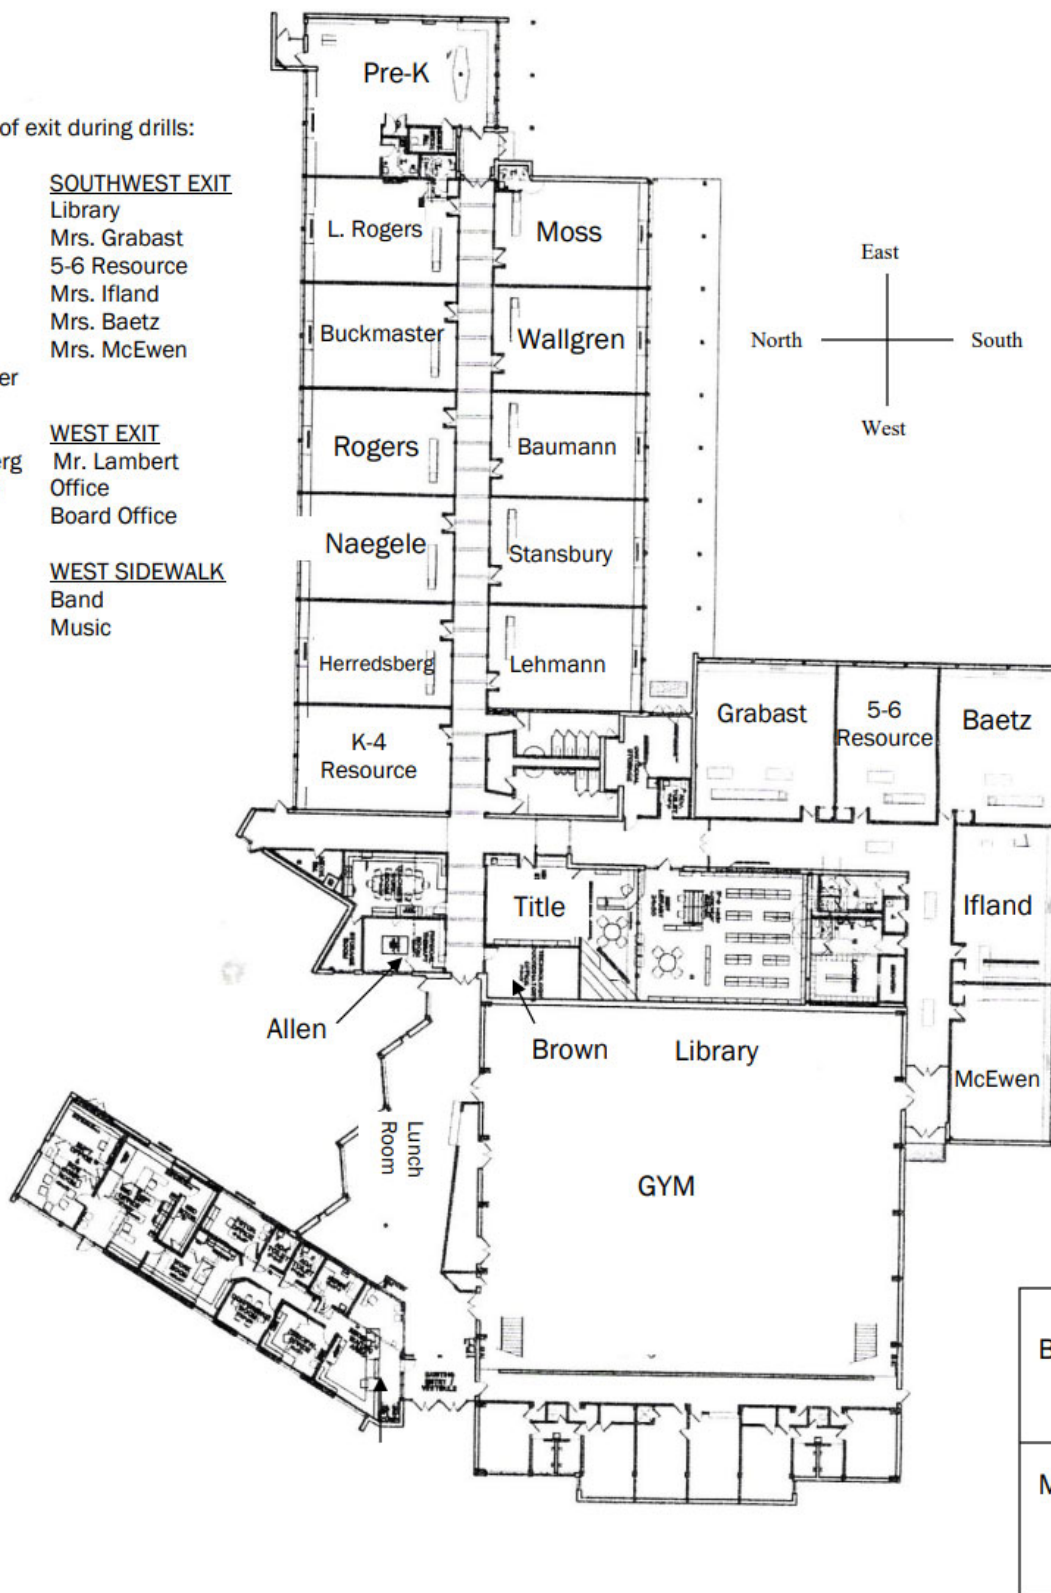 of exit during drills:
SOUTHWEST EXIT
Library
Mrs. Grabast
5-6 Resource
Mrs. Ifland
Mrs. Baetz
Mrs. McEwen
er
WEST EXIT
erg Mr. Lambert
Office
Board Office
WEST SIDEWALK
Band
Music
Pre-K
L. Rogers
Moss
Buckmaster
Wallgren
Rogers
Baumann
Naegele
Stansbury
Herredsberg
Lehmann
K-4
Resource
East
North
South
West
Grabast
5-6
Resource
Baetz
Title
Ifland
Allen
Brown
Library
McEwen
Lunch
Room
GYM
B
M